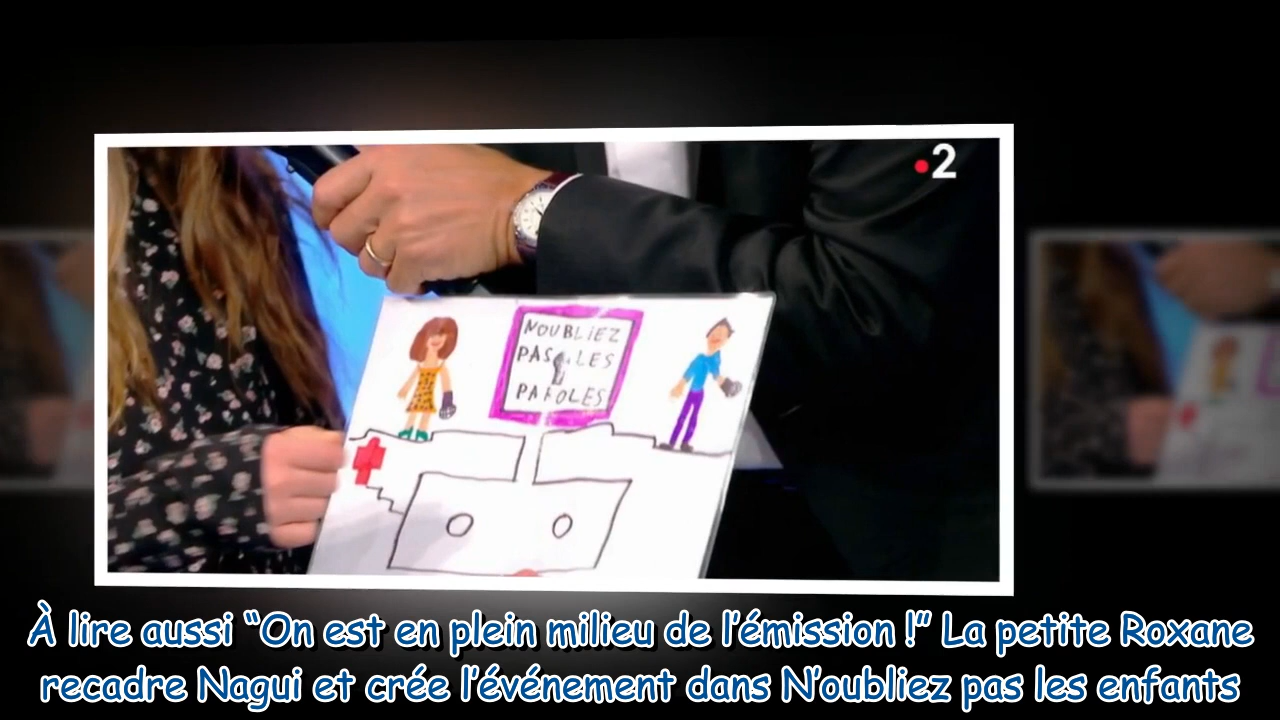 2
NOUBLiEZ
PAS LES
PAROLES
À lire aussi “On est en plein milieu de l’émission !” La petite Roxane
recadre Nagui et crée l’événement dans N’oubliez pas les enfants